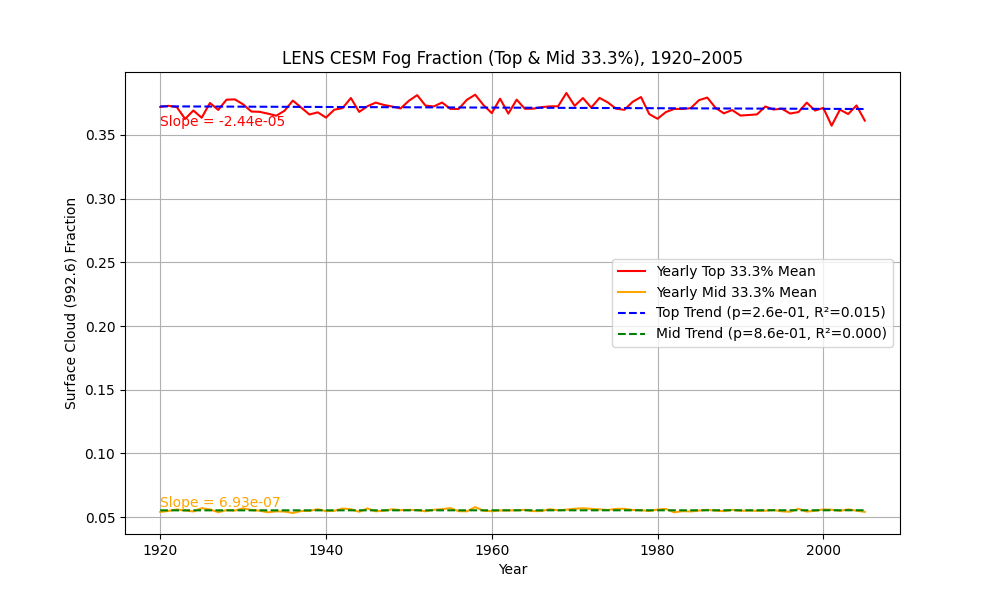 LENS CESM Fog Fraction (Top & Mid 33.3%), 1920–2005
Surface Cloud (992.6) Fraction
0.35
0.30
0.25
0.20
0.15
0.10
0.05
Slope = -2.44e-05
Yearly Top 33.3% Mean
Yearly Mid 33.3% Mean
Top Trend (p=2.6e-01, R²=0.015)
Mid Trend (p=8.6e-01, R²=0.000)
Slope = 6.93e-07
1920
1940
1960
1980
2000
Year